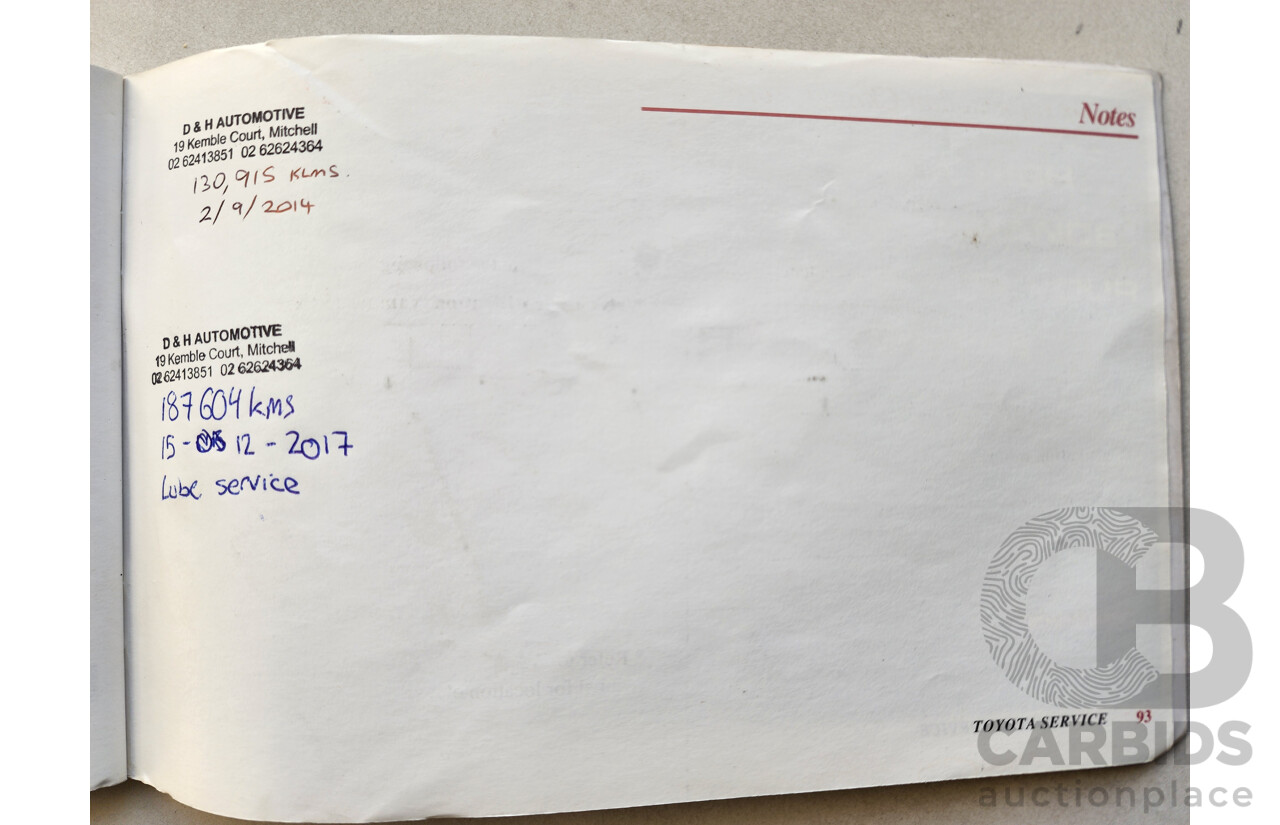 D & H AUTOMOTIVE
19 Kemble Court, Mitchell
02 62413851 02 62624364
130,915 KLMS.
2/9/2014
Notes
D & H AUTOMOTIVE
19 Kemble Court, Mitchell
02 62413851 02 62624364
187604 kms
15 - 12 - 2017
Lube service
TOYOTA SERVICE 93
CB
CARBIDS
auctionplace